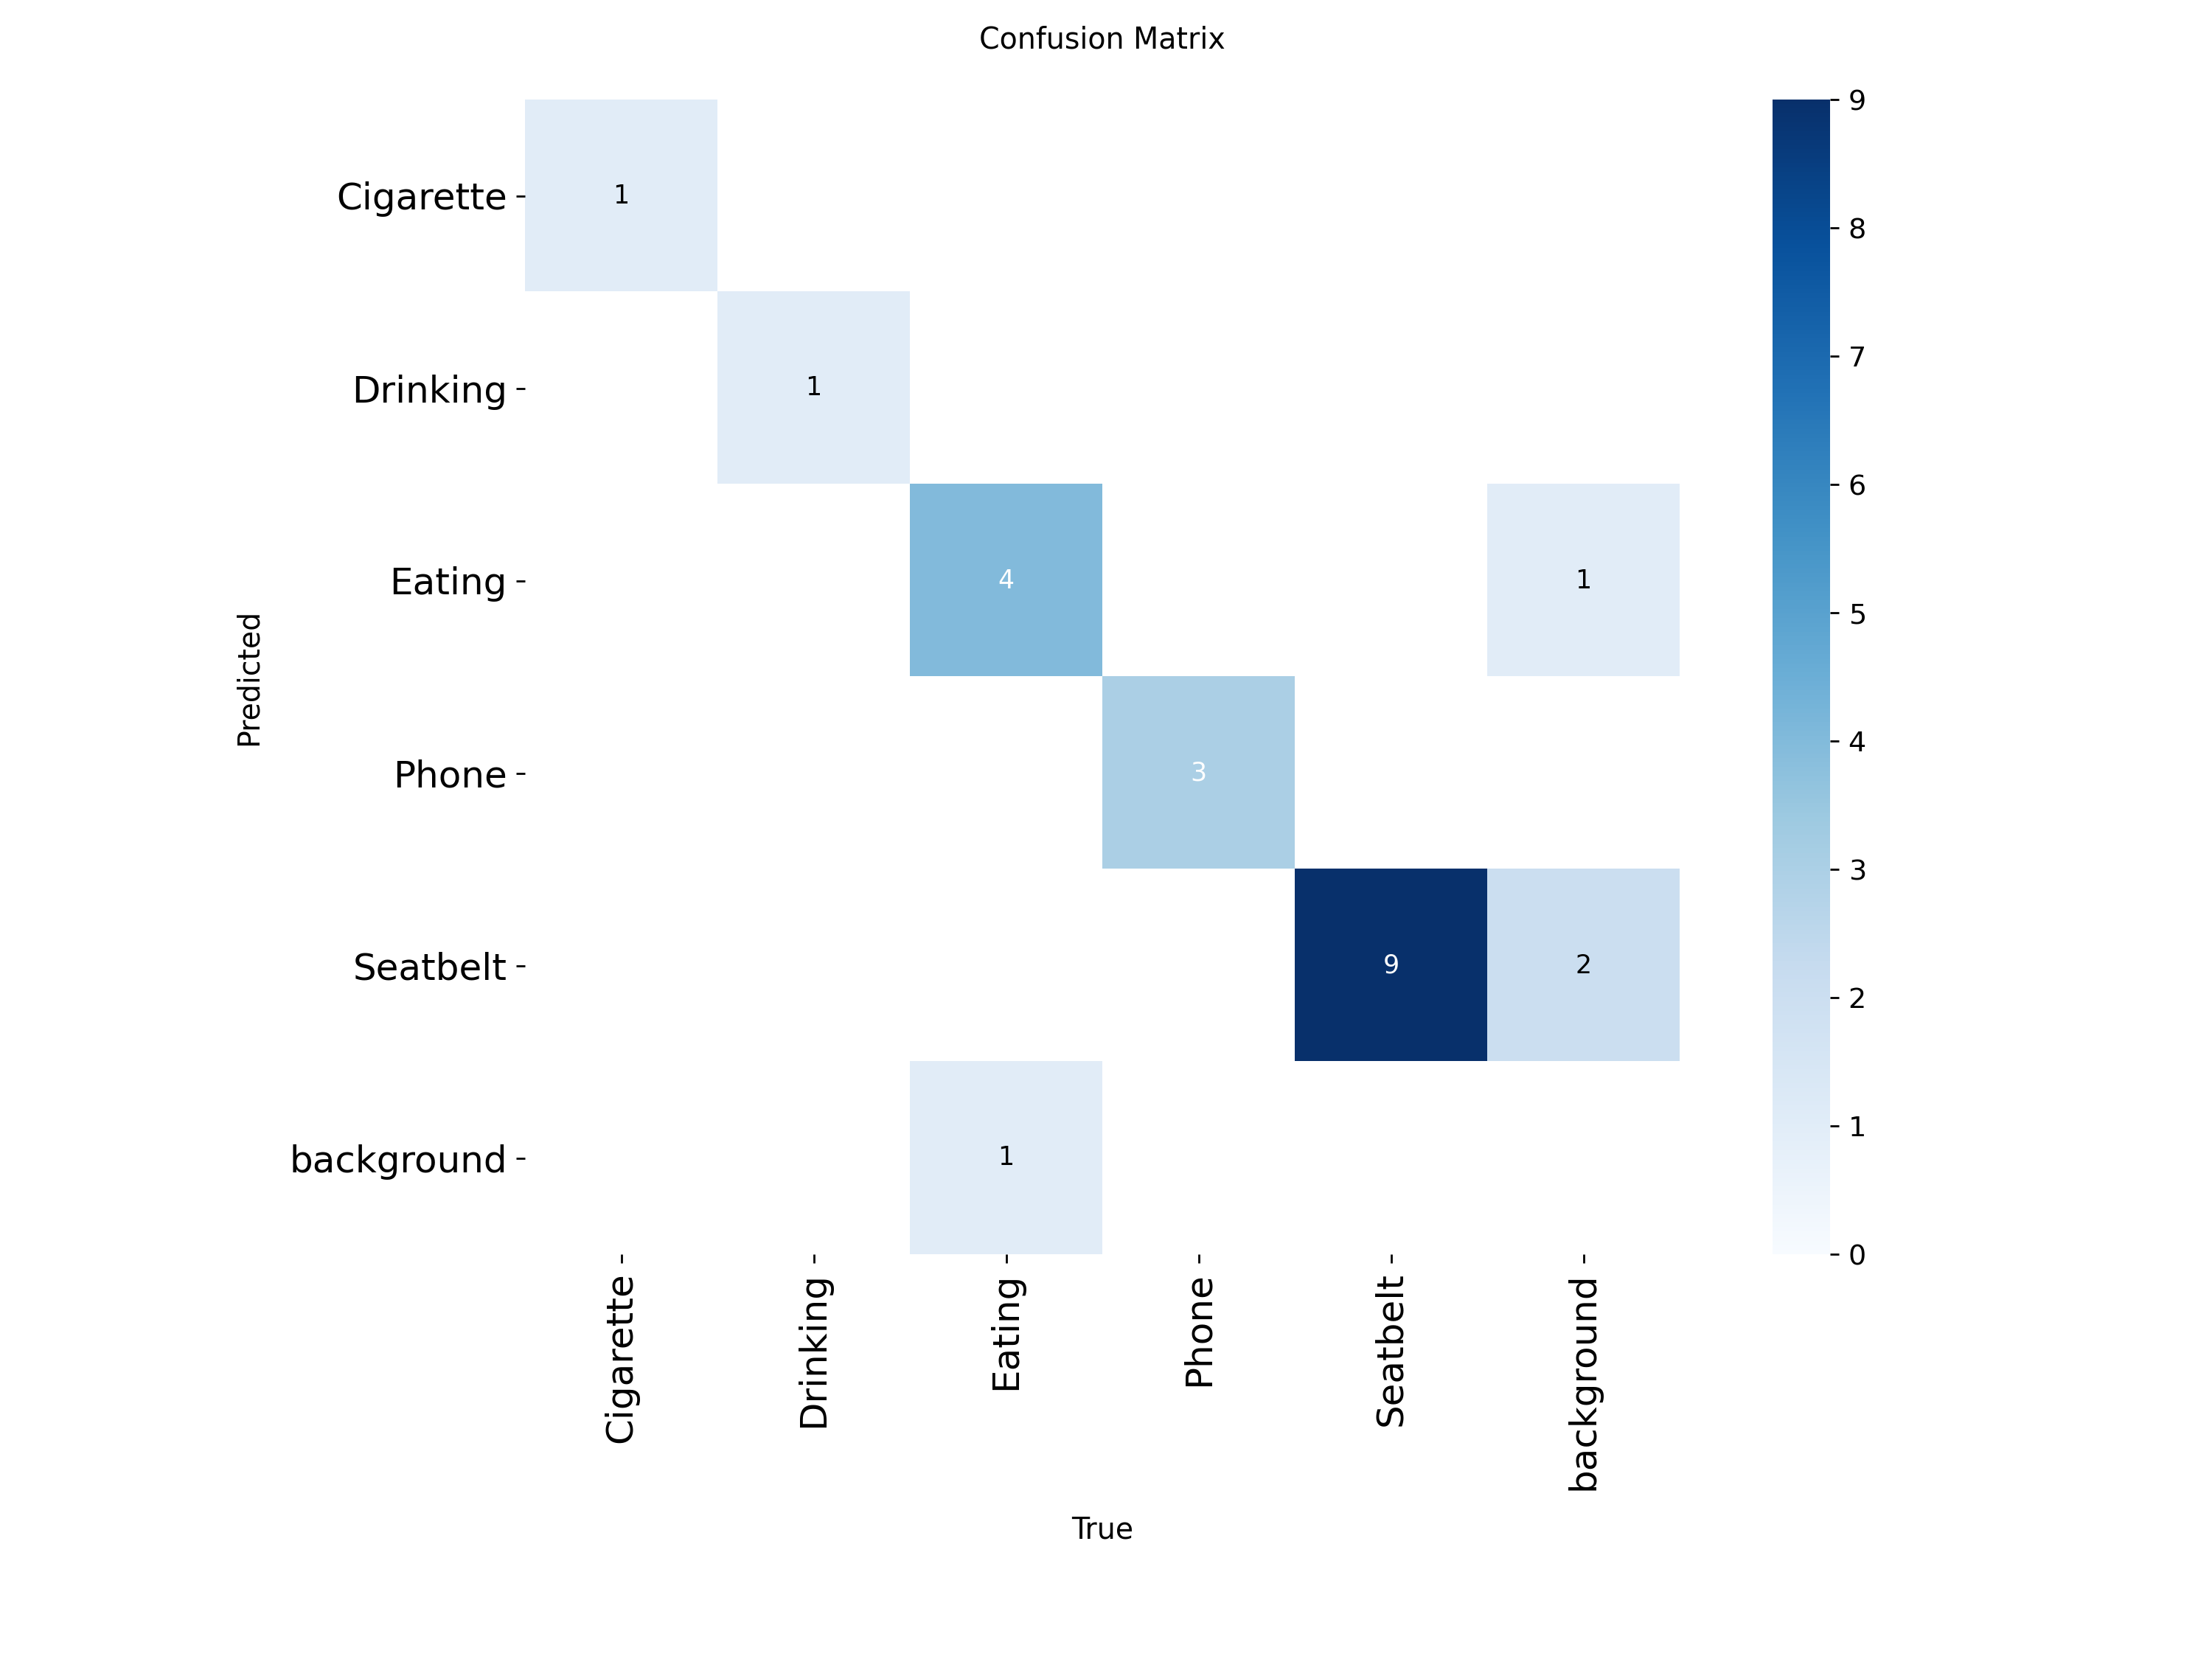 Confusion Matrix
Predicted
Cigarette
1
Drinking
1
Eating
4
1
Phone
3
Seatbelt
9
2
background
1
Cigarette
Drinking
Eating
Phone
Seatbelt
background
True
9
8
7
6
5
4
3
2
1
0